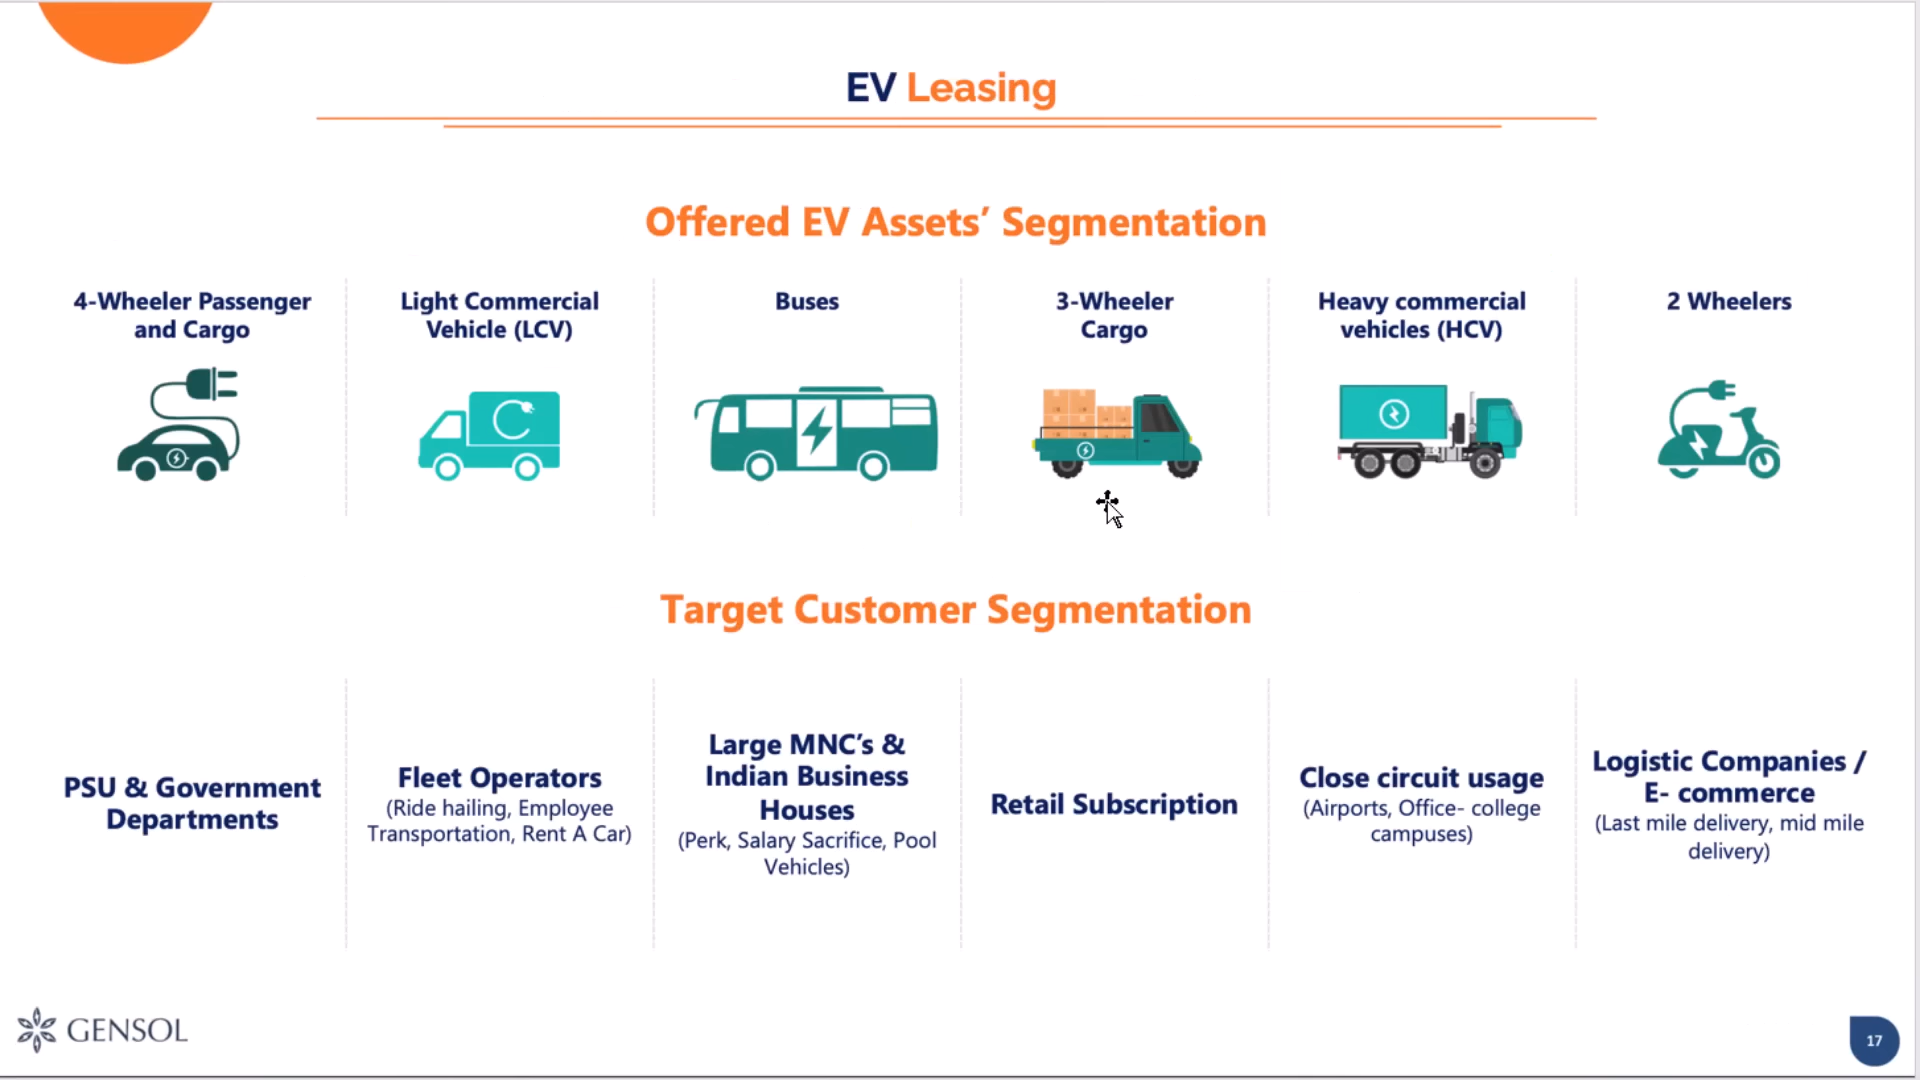 EV Leasing
Offered EV Assets’ Segmentation
4-Wheeler Passenger
and Cargo
Light Commercial
Vehicle (LCV)
Buses
3-Wheeler
Cargo
Heavy commercial
vehicles (HCV)
2 Wheelers
Target Customer Segmentation
PSU & Government
Departments
Fleet Operators
(Ride hailing, Employee
Transportation, Rent A Car)
Large MNC’s &
Indian Business
Houses
(Perk, Salary Sacrifice, Pool
Vehicles)
Retail Subscription
Close circuit usage
(Airports, Office- college
campuses)
Logistic Companies /
E- commerce
(Last mile delivery, mid mile
delivery)
GENSOL
17